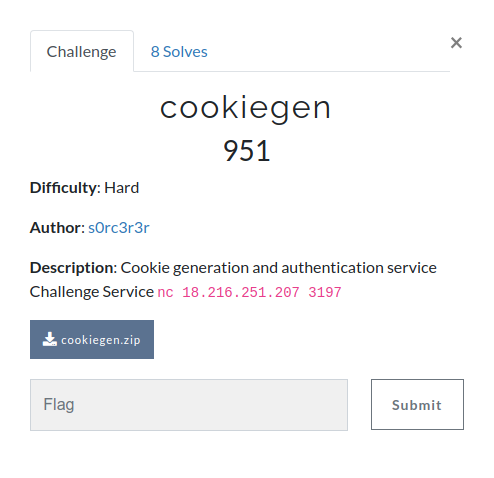 Challenge
8 Solves
×
cookiegen
951
Difficulty: Hard
Author: s0rc3r3r
Description: Cookie generation and authentication service
Challenge Service nc 18.216.251.207 3197
cookiegen.zip
Flag
Submit